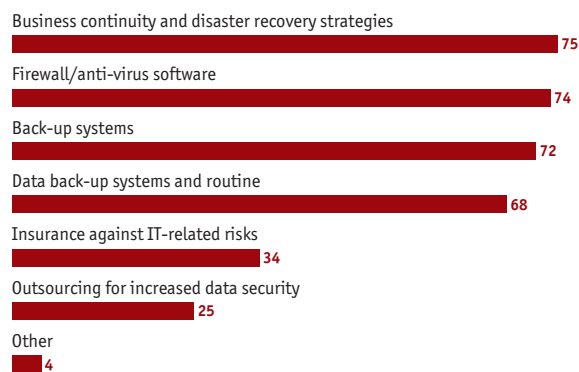 Business continuity and disaster recovery strategies
75
Firewall/anti-virus software
74
Back-up systems
72
Data back-up systems and routine
68
Insurance against IT-related risks
34
Outsourcing for increased data security
25
Other
4